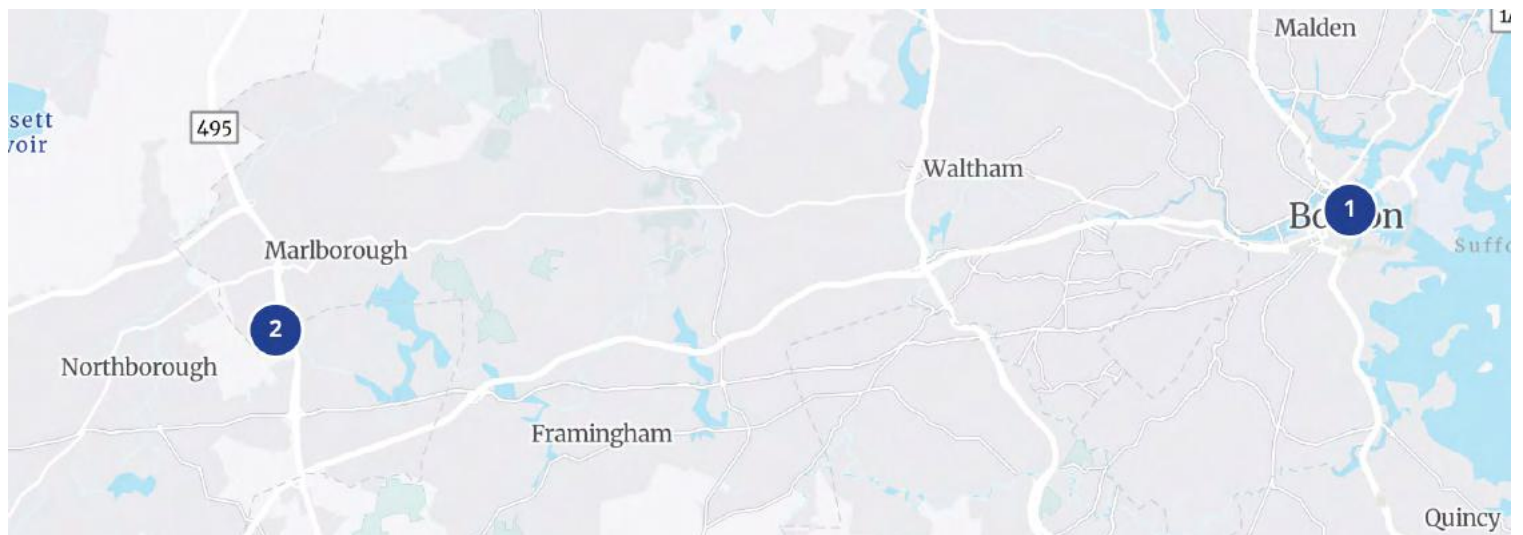 Malden
sett
voir
495
Waltham
1
Marlborough
2
Northborough
Framingham
Quincy